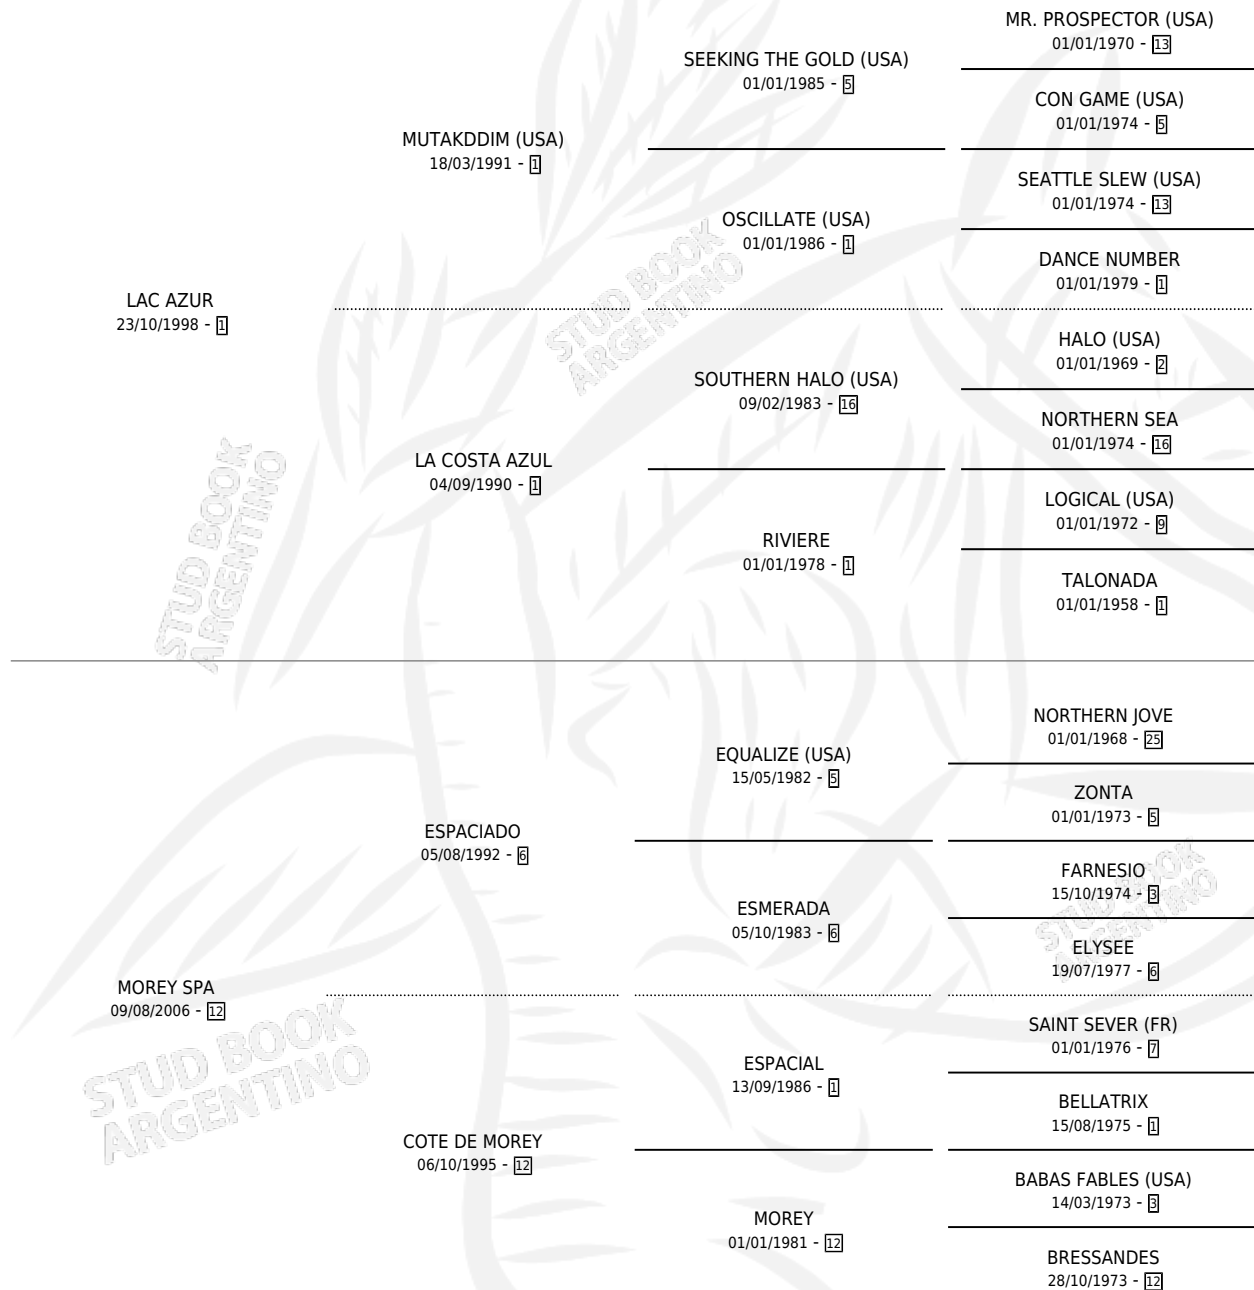 MR. PROSPECTOR (USA)
01/01/1970 - 13
SEEKING THE GOLD (USA)
01/01/1985 - 5
CON GAME (USA)
01/01/1974 - 5
MUTAKDDIM (USA)
18/03/1991 - 1
SEATTLE SLEW (USA)
01/01/1974 - 13
OSCILLATE (USA)
01/01/1986 - 1
DANCE NUMBER
01/01/1979 - 1
LAC AZUR
23/10/1998 - 1
HALO (USA)
01/01/1969 - 2
SOUTHERN HALO (USA)
09/02/1983 - 16
NORTHERN SEA
01/01/1974 - 16
LA COSTA AZUL
04/09/1990 - 1
LOGICAL (USA)
01/01/1972 - 9
RIVIERE
01/01/1978 - 1
TALONADA
01/01/1958 - 1
NORTHERN JOVE
01/01/1968 - 25
EQUALIZE (USA)
15/05/1982 - 5
ZONTA
01/01/1973 - 5
ESPACIADO
05/08/1992 - 6
FARNESIO
15/10/1974 - 3
ESMERADA
05/10/1983 - 6
ELYSEE
19/07/1977 - 6
MOREY SPA
09/08/2006 - 12
SAINT SEVER (FR)
01/01/1976 - 7
ESPACIAL
13/09/1986 - 1
BELLATRIX
15/08/1975 - 1
COTE DE MOREY
06/10/1995 - 12
BABAS FABLES (USA)
14/03/1973 - 3
MOREY
01/01/1981 - 12
BRESSANDES
28/10/1973 - 12
STUD BOOK
ARGENTINO
STUD BOOK
ARGENTINO
STUD BOOK
ARGENTINO
STUD BOOK
ARGENTINO